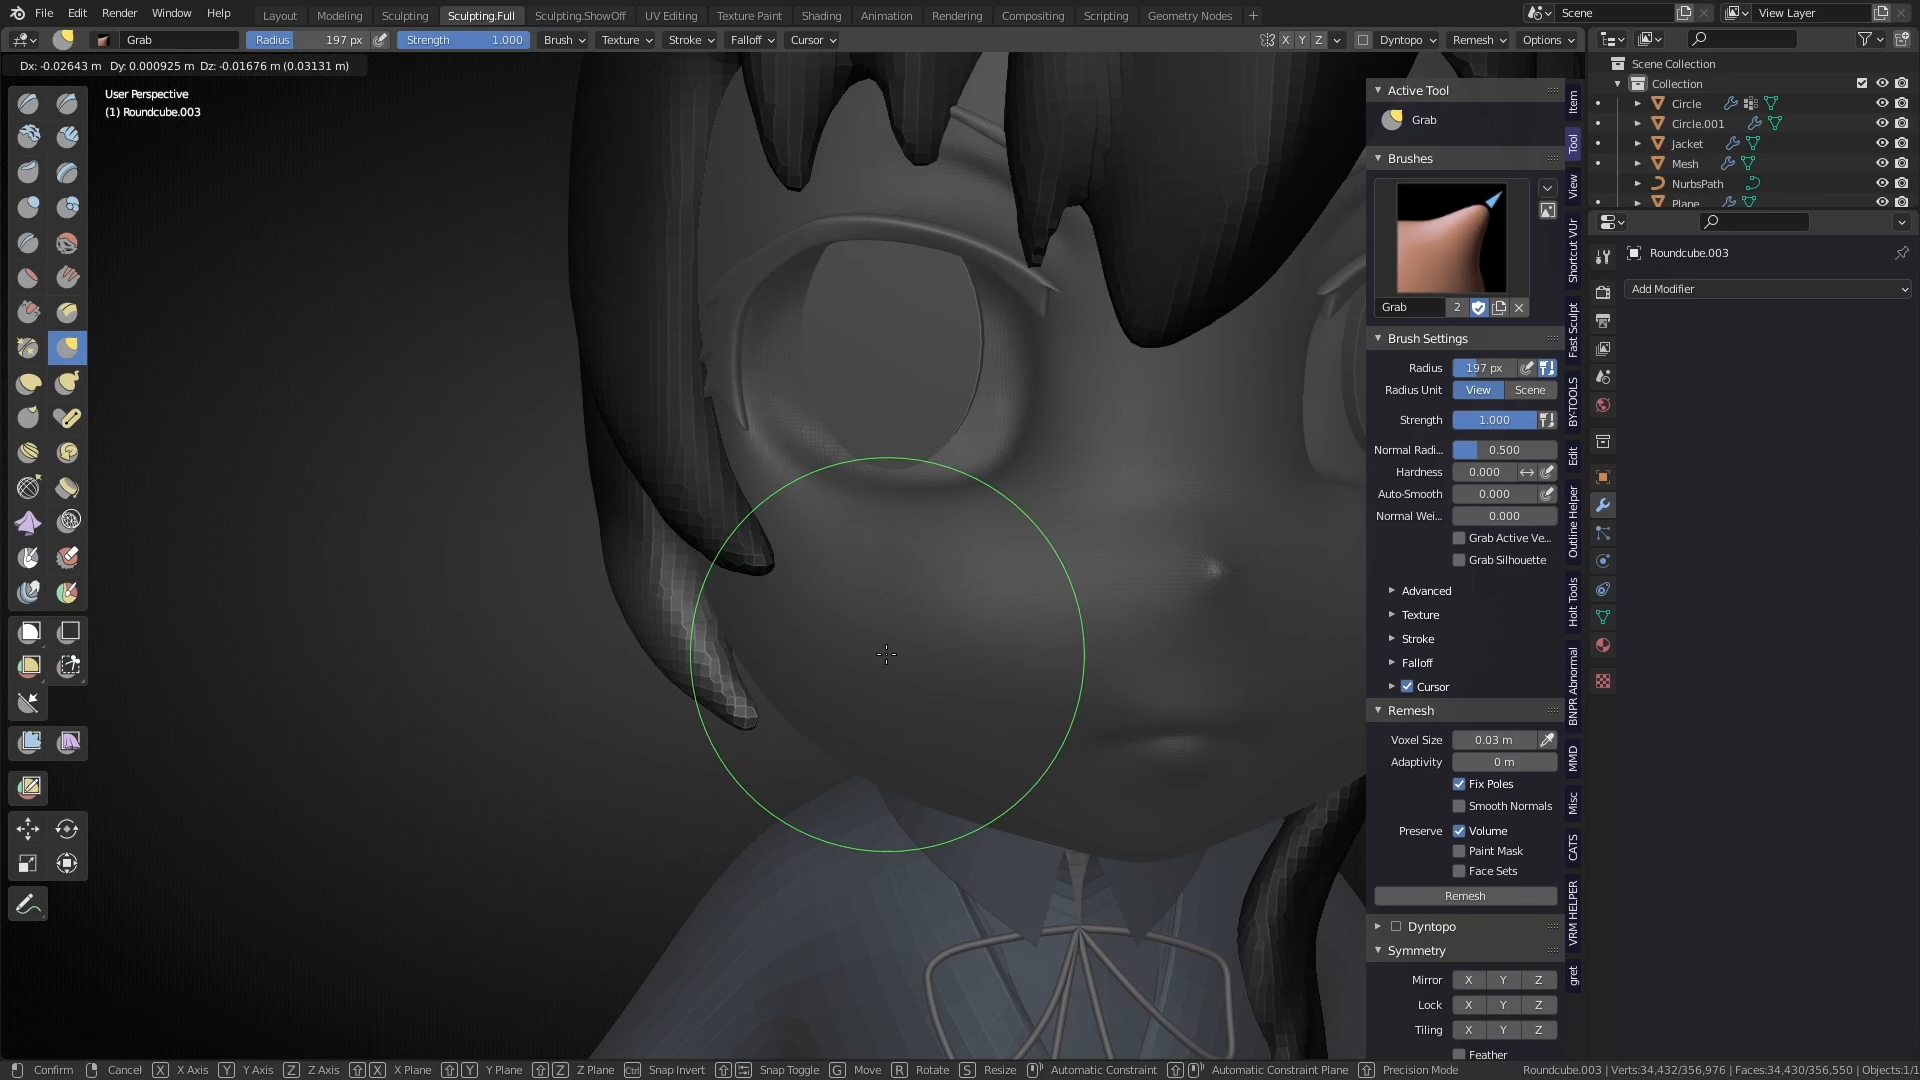 File Edit Render Window Help Layout Modeling Sculpting Sculpting.Full Sculpting.ShowOff UV Editing Texture Paint Shading Animation Rendering Compositing Scripting Geometry Nodes + Scene View Layer
Grab Radius 197 px Strength 1.000 Brush Texture Stroke Falloff Cursor X Y Z Dyntopo Remesh Options
Dx: -0.02643 m Dy: 0.000925 m Dz: -0.01676 m (0.03131 m)
User Perspective
(1) Roundcube.003
Active Tool
Grab
Brushes
Grab 2
Brush Settings
Radius 197 px
Radius Unit View Scene
Strength 1.000
Normal Radi... 0.500
Hardness 0.000
Auto-Smooth 0.000
Normal Wei... 0.000
Grab Active Ve...
Grab Silhouette
Advanced
Texture
Stroke
Falloff
Cursor
Remesh
Voxel Size 0.03 m
Adaptivity 0 m
Fix Poles
Smooth Normals
Preserve Volume
Paint Mask
Face Sets
Remesh
Dyntopo
Symmetry
Mirror X Y Z
Lock X Y Z
Tiling X Y Z
Feather
Item
Tool
View
Shortcut VUr
Fast Sculpt
BY-TOOLS
Edit
Outline Helper
Holt Tools
BNPR Abnormal
MMD
Misc
CATS
VRM HELPER
gret
Scene Collection
Collection
Circle
Circle.001
Jacket
Mesh
NurbsPath
Plane
Roundcube.003
Add Modifier
Confirm Cancel X X Axis Y Y Axis Z Z Axis X X Plane Y Y Plane Z Z Plane Ctrl Snap Invert Snap Toggle G Move R Rotate S Resize Automatic Constraint Automatic Constraint Plane Precision Mode Roundcube.003 | Verts:34,432/356,976 | Faces:34,430/356,550 | Objects:1/1